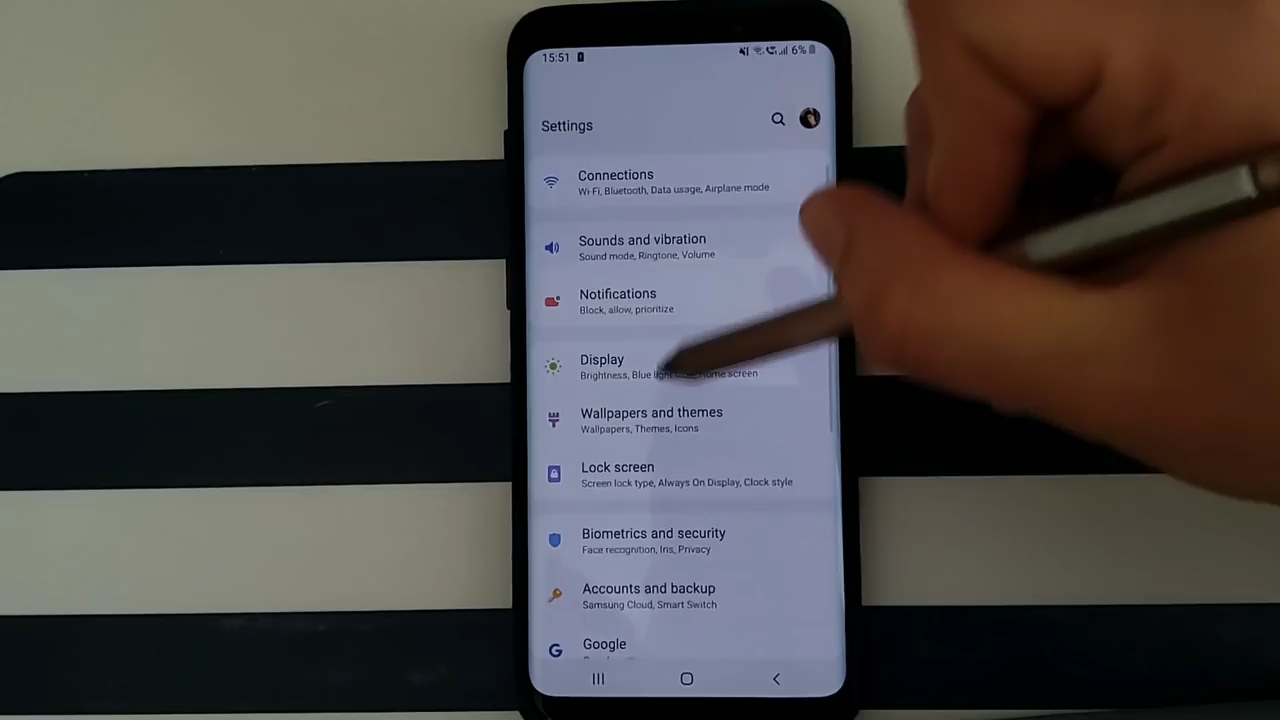 15:51 6%
Settings
Connections
Wi-Fi, Bluetooth, Data usage, Airplane mode
Sounds and vibration
Sound mode, Ringtone, Volume
Notifications
Block, allow, prioritize
Display
Brightness, Blue light home screen
Wallpapers and themes
Wallpapers, Themes, Icons
Lock screen
Screen lock type, Always On Display, Clock style
Biometrics and security
Face recognition, Iris, Privacy
Accounts and backup
Samsung Cloud, Smart Switch
Google